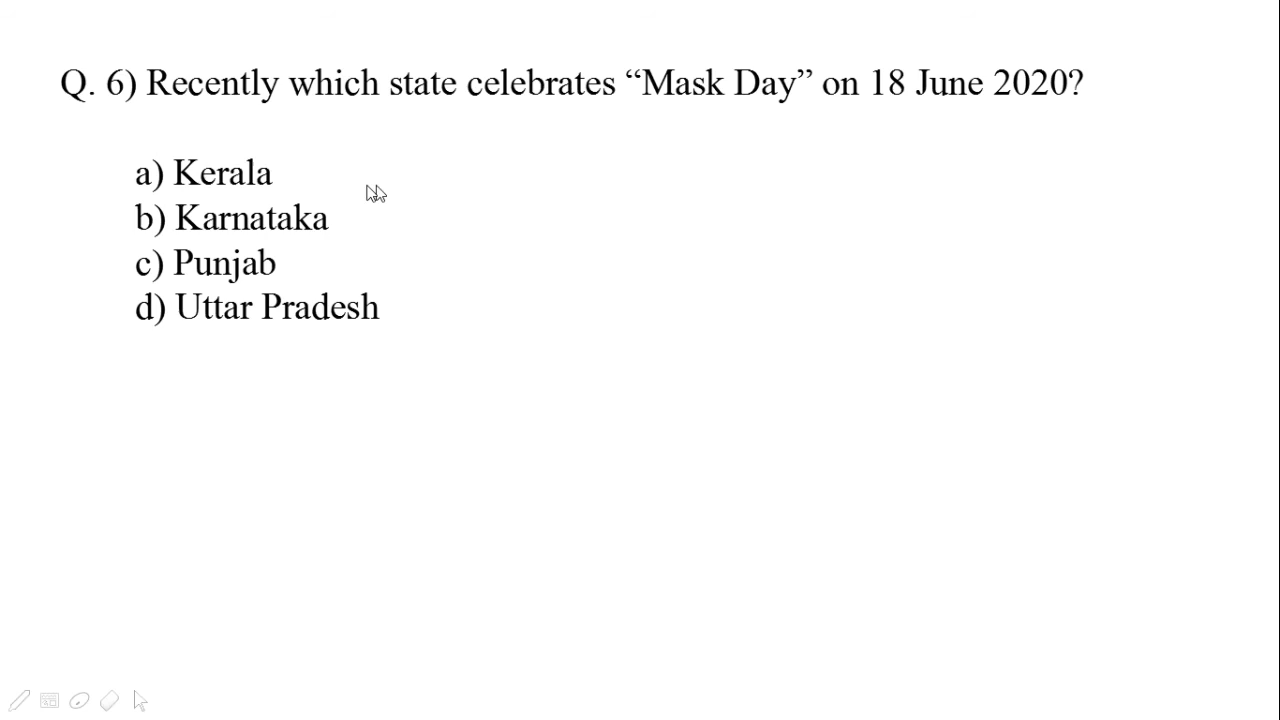 Q. 6) Recently which state celebrates “Mask Day” on 18 June 2020?
a) Kerala
b) Karnataka
c) Punjab
d) Uttar Pradesh